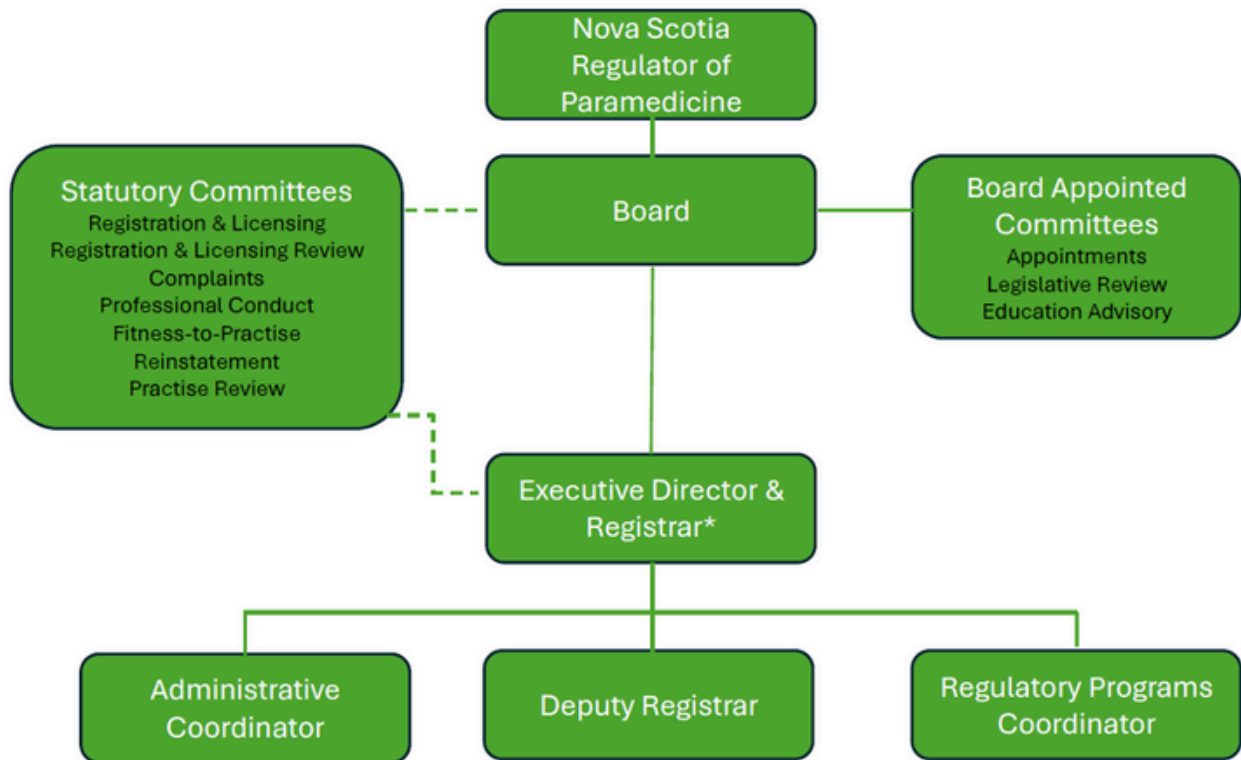 Nova Scotia
Regulator of
Paramedicine
Statutory Committees
Registration & Licensing
Registration & Licensing Review
Complaints
Professional Conduct
Fitness-to-Practise
Reinstatement
Practise Review
Board
Board Appointed
Committees
Appointments
Legislative Review
Education Advisory
Executive Director &
Registrar*
Administrative
Coordinator
Deputy Registrar
Regulatory Programs
Coordinator